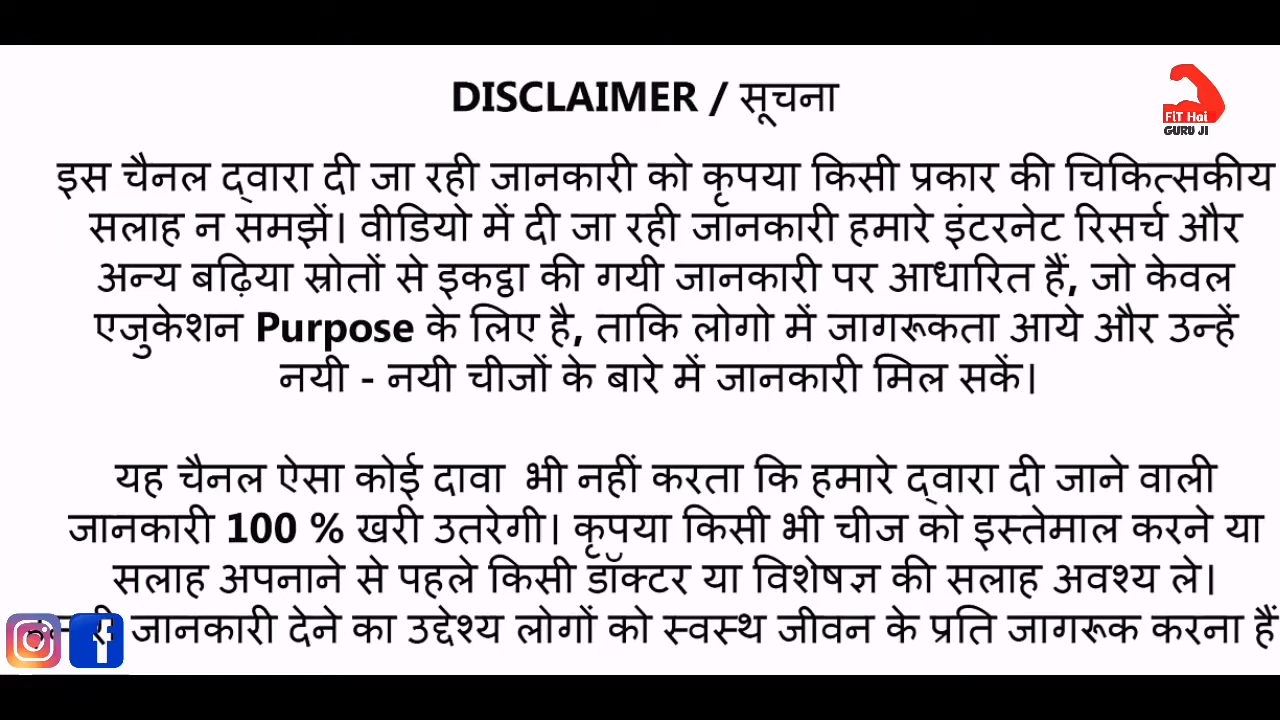 DISCLAIMER / सूचना
FiT Hai
GURU JI
इस चैनल द्वारा दी जा रही जानकारी को कृपया किसी प्रकार की चिकित्सकीय
सलाह न समझें। वीडियो में दी जा रही जानकारी हमारे इंटरनेट रिसर्च और
अन्य बढ़िया स्रोतों से इकट्ठा की गयी जानकारी पर आधारित हैं, जो केवल
एजुकेशन Purpose के लिए है, ताकि लोगो में जागरूकता आये और उन्हें
नयी - नयी चीजों के बारे में जानकारी मिल सकें।
यह चैनल ऐसा कोई दावा भी नहीं करता कि हमारे द्वारा दी जाने वाली
जानकारी 100 % खरी उतरेगी। कृपया किसी भी चीज को इस्तेमाल करने या
सलाह अपनाने से पहले किसी डॉक्टर या विशेषज्ञ की सलाह अवश्य ले।
जानकारी देने का उद्देश्य लोगों को स्वस्थ जीवन के प्रति जागरूक करना हैं